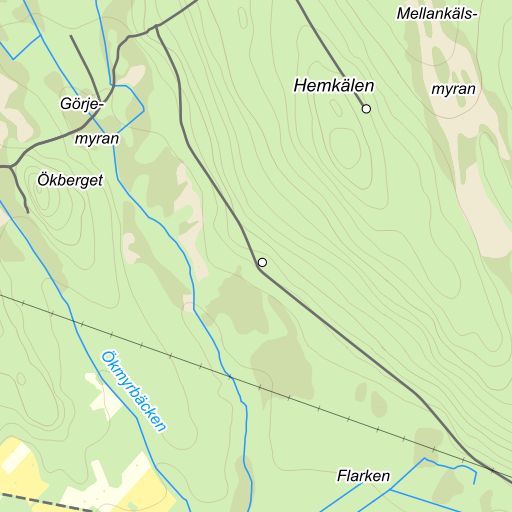 Mellankäls-
myran
Hemkälen
Görje-
myran
Ökberget
Ökmyrbäcken
Flarken